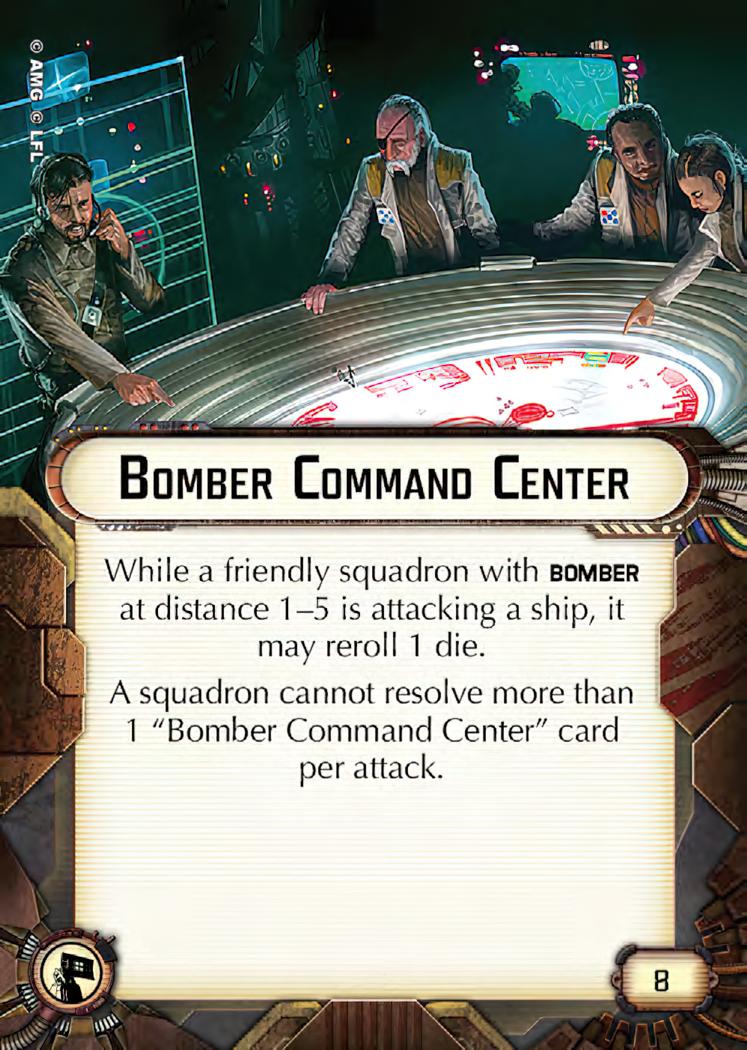 © AMG © LFL
BOMBER COMMAND CENTER
While a friendly squadron with BOMBER
at distance 1–5 is attacking a ship, it
may reroll 1 die.
A squadron cannot resolve more than
1 “Bomber Command Center” card
per attack.
8